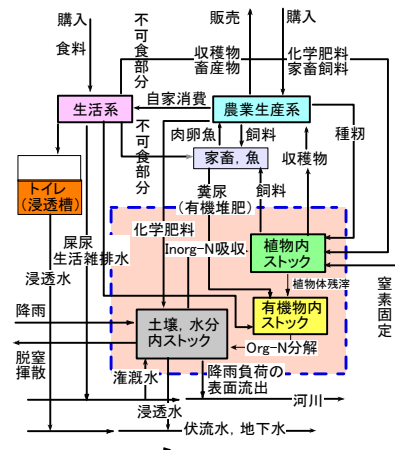 購入
食料
不可食部分
販売
購入
収穫物
畜産物
化学肥料
家畜飼料
生活系
自家消費
農業生産系
不可食部分
肉卵魚
飼料
種籾
家畜，魚
収穫物
トイレ
（浸透槽）
糞尿
（有機堆肥）
飼料
屎尿
生活雑排水
化学肥料
Inorg-N吸収
植物
内ストック
浸透水
植物体残滓
窒素固定
降雨
土壌，水分
内ストック
有機物内
ストック
脱窒
揮散
Org-N分解
灌漑水
降雨負荷の
表面流出
浸透水
河川
伏流水，地下水